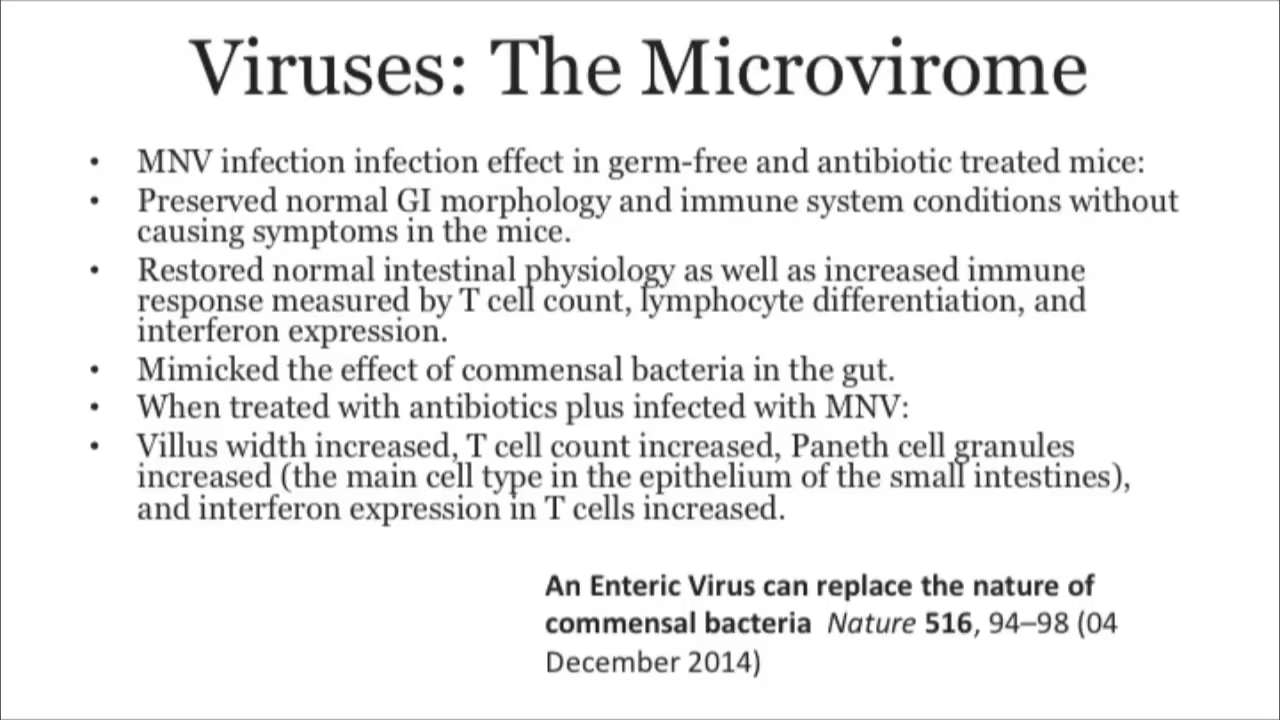 Viruses: The Microvirome
• MNV infection infection effect in germ-free and antibiotic treated mice:
• Preserved normal GI morphology and immune system conditions without
causing symptoms in the mice.
• Restored normal intestinal physiology as well as increased immune
response measured by T cell count, lymphocyte differentiation, and
interferon expression.
• Mimicked the effect of commensal bacteria in the gut.
• When treated with antibiotics plus infected with MNV:
• Villus width increased, T cell count increased, Paneth cell granules
increased (the main cell type in the epithelium of the small intestines),
and interferon expression in T cells increased.
An Enteric Virus can replace the nature of
commensal bacteria Nature 516, 94–98 (04
December 2014)